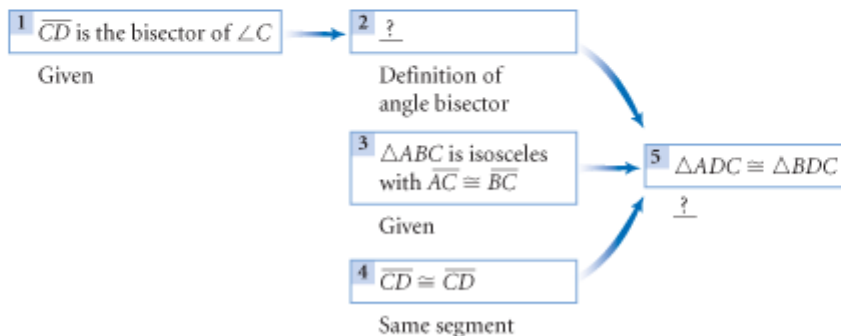 1 CD is the bisector of ∠C
Given
2 ?
Definition of
angle bisector
3 △ABC is isosceles
with AC ≅ BC
Given
4 CD ≅ CD
Same segment
5 △ADC ≅ △BDC
?